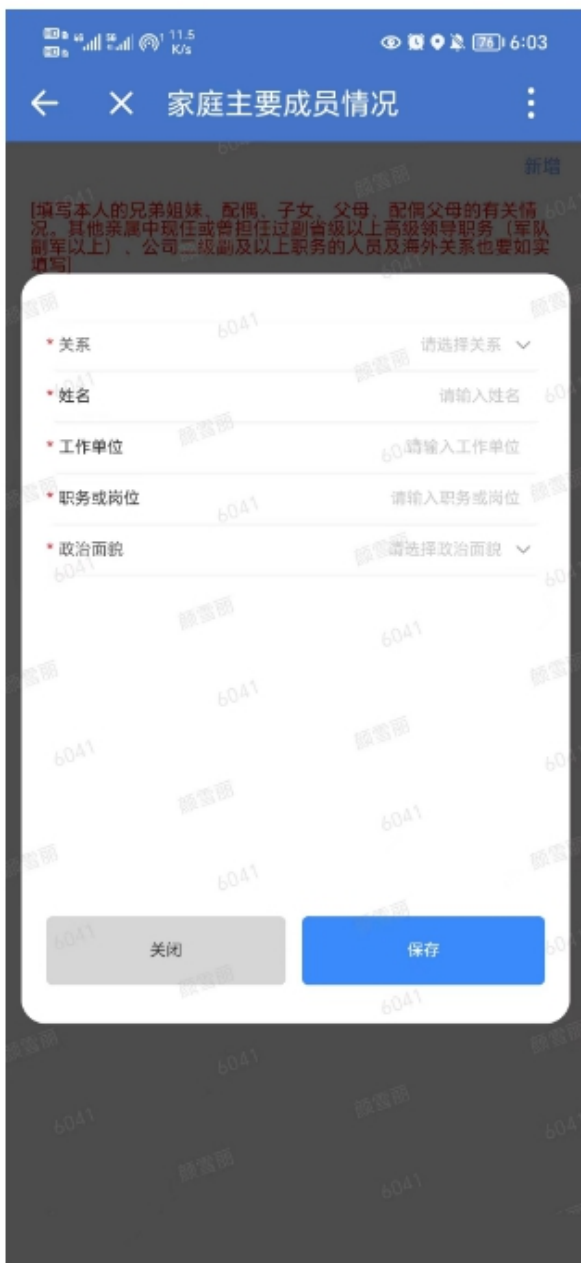 11.5
K/s
76
6:03
家庭主要成员情况
新增
[填写本人的兄弟姐妹、配偶、子女、父母、配偶父母的有关情
况。其他亲属中现任或曾担任过副省级以上高级领导职务（军队
副军以上）、公司二级副及以上职务的人员及海外关系也要如实
填写]
* 关系 请选择关系
* 姓名 请输入姓名
* 工作单位 请输入工作单位
* 职务或岗位 请输入职务或岗位
* 政治面貌 请选择政治面貌
关闭 保存
颜雪丽
6041